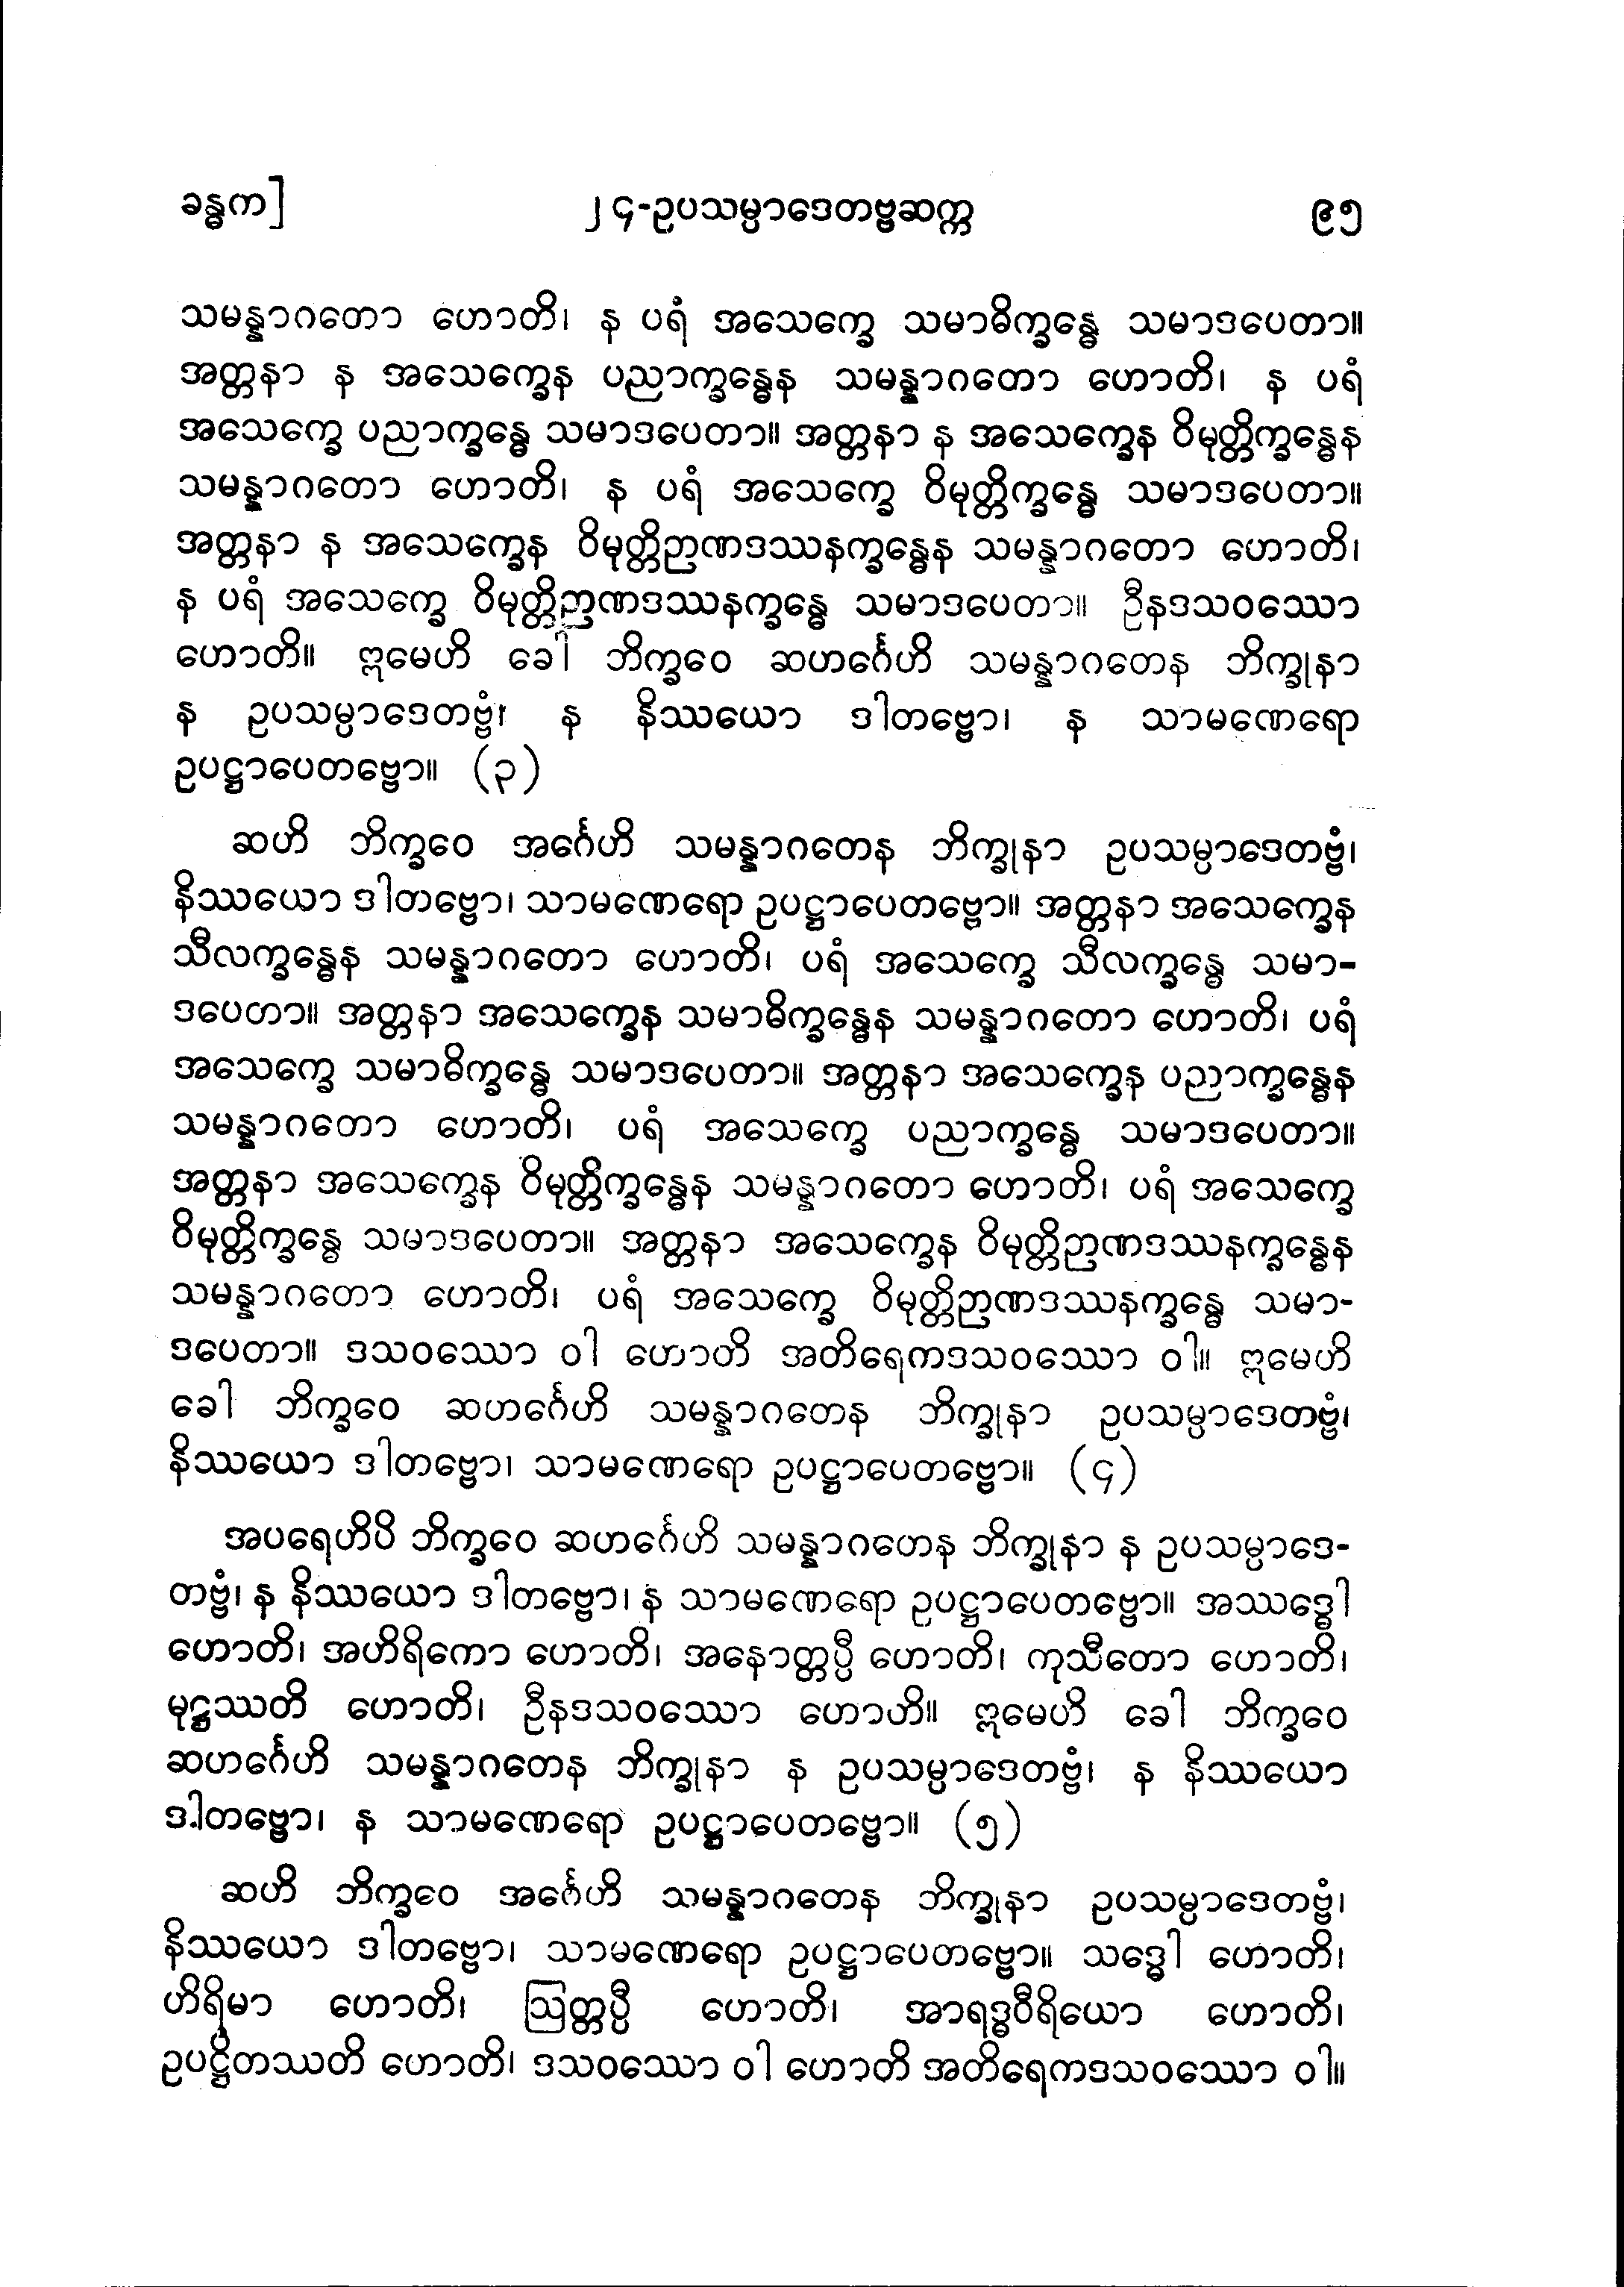 ခန္ဓက]
၂၄-ဥပသမ္ပာဒေတဗ္ဗဆက္က
၉၅
သမန္နာဂတော ဟောတိ၊ န ပရံ အသေက္ခေ သမာဓိက္ခန္ဓေ သမာဒပေတာ။
အတ္တနာ န အသေက္ခေန ပညာက္ခန္ဓေန သမန္နာဂတော ဟောတိ၊ န ပရံ
အသေက္ခေ ပညာက္ခန္ဓေ သမာဒပေတာ။ အတ္တနာ န အသေက္ခေန ဝိမုတ္တိက္ခန္ဓေန
သမန္နာဂတော ဟောတိ၊ န ပရံ အသေက္ခေ ဝိမုတ္တိက္ခန္ဓေ သမာဒပေတာ။
အတ္တနာ န အသေက္ခေန ဝိမုတ္တိဉာဏဒဿနက္ခန္ဓေန သမန္နာဂတော ဟောတိ၊
န ပရံ အသေက္ခေ ဝိမုတ္တိဉာဏဒဿနက္ခန္ဓေ သမာဒပေတာ။ ဦနဒသဝဿော
ဟောတိ။ ဣမေဟိ ခေါ ဘိက္ခဝေ ဆဟင်္ဂေဟိ သမန္နာဂတေန ဘိက္ခုနာ
န ဥပသမ္ပာဒေတဗ္ဗံ၊ န နိဿယော ဒါတဗ္ဗော၊ န သာမဏေရော
ဥပဋ္ဌာပေတဗ္ဗော။ (၃)
ဆဟိ ဘိက္ခဝေ အင်္ဂေဟိ သမန္နာဂတေန ဘိက္ခုနာ ဥပသမ္ပာဒေတဗ္ဗံ၊
နိဿယော ဒါတဗ္ဗော၊ သာမဏေရော ဥပဋ္ဌာပေတဗ္ဗော။ အတ္တနာ အသေက္ခေန
သီလက္ခန္ဓေန သမန္နာဂတော ဟောတိ၊ ပရံ အသေက္ခေ သီလက္ခန္ဓေ သမာ-
ဒပေတာ။ အတ္တနာ အသေက္ခေန သမာဓိက္ခန္ဓေန သမန္နာဂတော ဟောတိ၊ ပရံ
အသေက္ခေ သမာဓိက္ခန္ဓေ သမာဒပေတာ။ အတ္တနာ အသေက္ခေန ပညာက္ခန္ဓေန
သမန္နာဂတော ဟောတိ၊ ပရံ အသေက္ခေ ပညာက္ခန္ဓေ သမာဒပေတာ။
အတ္တနာ အသေက္ခေန ဝိမုတ္တိက္ခန္ဓေန သမန္နာဂတော ဟောတိ၊ ပရံ အသေက္ခေ
ဝိမုတ္တိက္ခန္ဓေ သမာဒပေတာ။ အတ္တနာ အသေက္ခေန ဝိမုတ္တိဉာဏဒဿနက္ခန္ဓေန
သမန္နာဂတော ဟောတိ၊ ပရံ အသေက္ခေ ဝိမုတ္တိဉာဏဒဿနက္ခန္ဓေ သမာ-
ဒပေတာ။ ဒသဝဿော ဝါ ဟောတိ အတိရေကဒသဝဿော ဝါ။ ဣမေဟိ
ခေါ ဘိက္ခဝေ ဆဟင်္ဂေဟိ သမန္နာဂတေန ဘိက္ခုနာ ဥပသမ္ပာဒေတဗ္ဗံ၊
နိဿယော ဒါတဗ္ဗော၊ သာမဏေရော ဥပဋ္ဌာပေတဗ္ဗော။ (၄)
အပရေဟိပိ ဘိက္ခဝေ ဆဟင်္ဂေဟိ သမန္နာဂတေန ဘိက္ခုနာ န ဥပသမ္ပာဒေ-
တဗ္ဗံ၊ န နိဿယော ဒါတဗ္ဗော၊ န သာမဏေရော ဥပဋ္ဌာပေတဗ္ဗော။ အဿဒ္ဓေါ
ဟောတိ၊ အဟိရိကော ဟောတိ၊ အနောတ္တပ္ပီ ဟောတိ၊ ကုသီတော ဟောတိ၊
မုဋ္ဌဿတိ ဟောတိ၊ ဦနဒသဝဿော ဟောတိ။ ဣမေဟိ ခေါ ဘိက္ခဝေ
ဆဟင်္ဂေဟိ သမန္နာဂတေန ဘိက္ခုနာ န ဥပသမ္ပာဒေတဗ္ဗံ၊ န နိဿယော
ဒါတဗ္ဗော၊ န သာမဏေရော ဥပဋ္ဌာပေတဗ္ဗော။ (၅)
ဆဟိ ဘိက္ခဝေ အင်္ဂေဟိ သမန္နာဂတေန ဘိက္ခုနာ ဥပသမ္ပာဒေတဗ္ဗံ၊
နိဿယော ဒါတဗ္ဗော၊ သာမဏေရော ဥပဋ္ဌာပေတဗ္ဗော။ သဒ္ဓေါ ဟောတိ၊
ဟိရိမာ ဟောတိ၊ ဩတ္တပ္ပီ ဟောတိ၊ အာရဒ္ဓဝီရိယော ဟောတိ၊
ဥပဋ္ဌိတဿတိ ဟောတိ၊ ဒသဝဿော ဝါ ဟောတိ အတိရေကဒသဝဿော ဝါ။